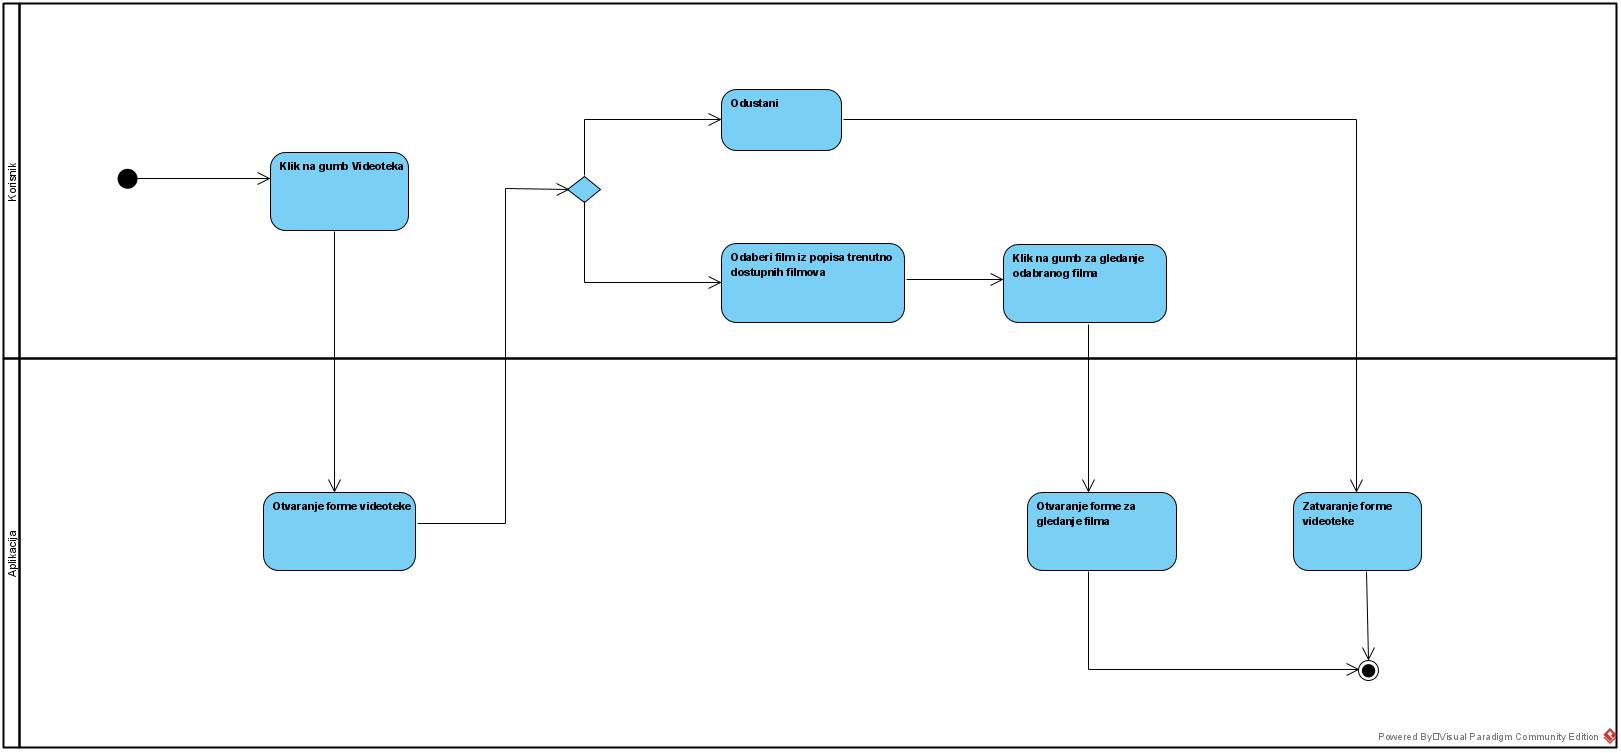 Korisnik
Klik na gumb Videoteka
Odustani
Odaberi film iz popisa trenutno
dostupnih filmova
Klik na gumb za gledanje
odabranog filma
Aplikacija
Otvaranje forme videoteke
Otvaranje forme za
gledanje filma
Zatvaranje forme
videoteke
Powered By□Visual Paradigm Community Edition